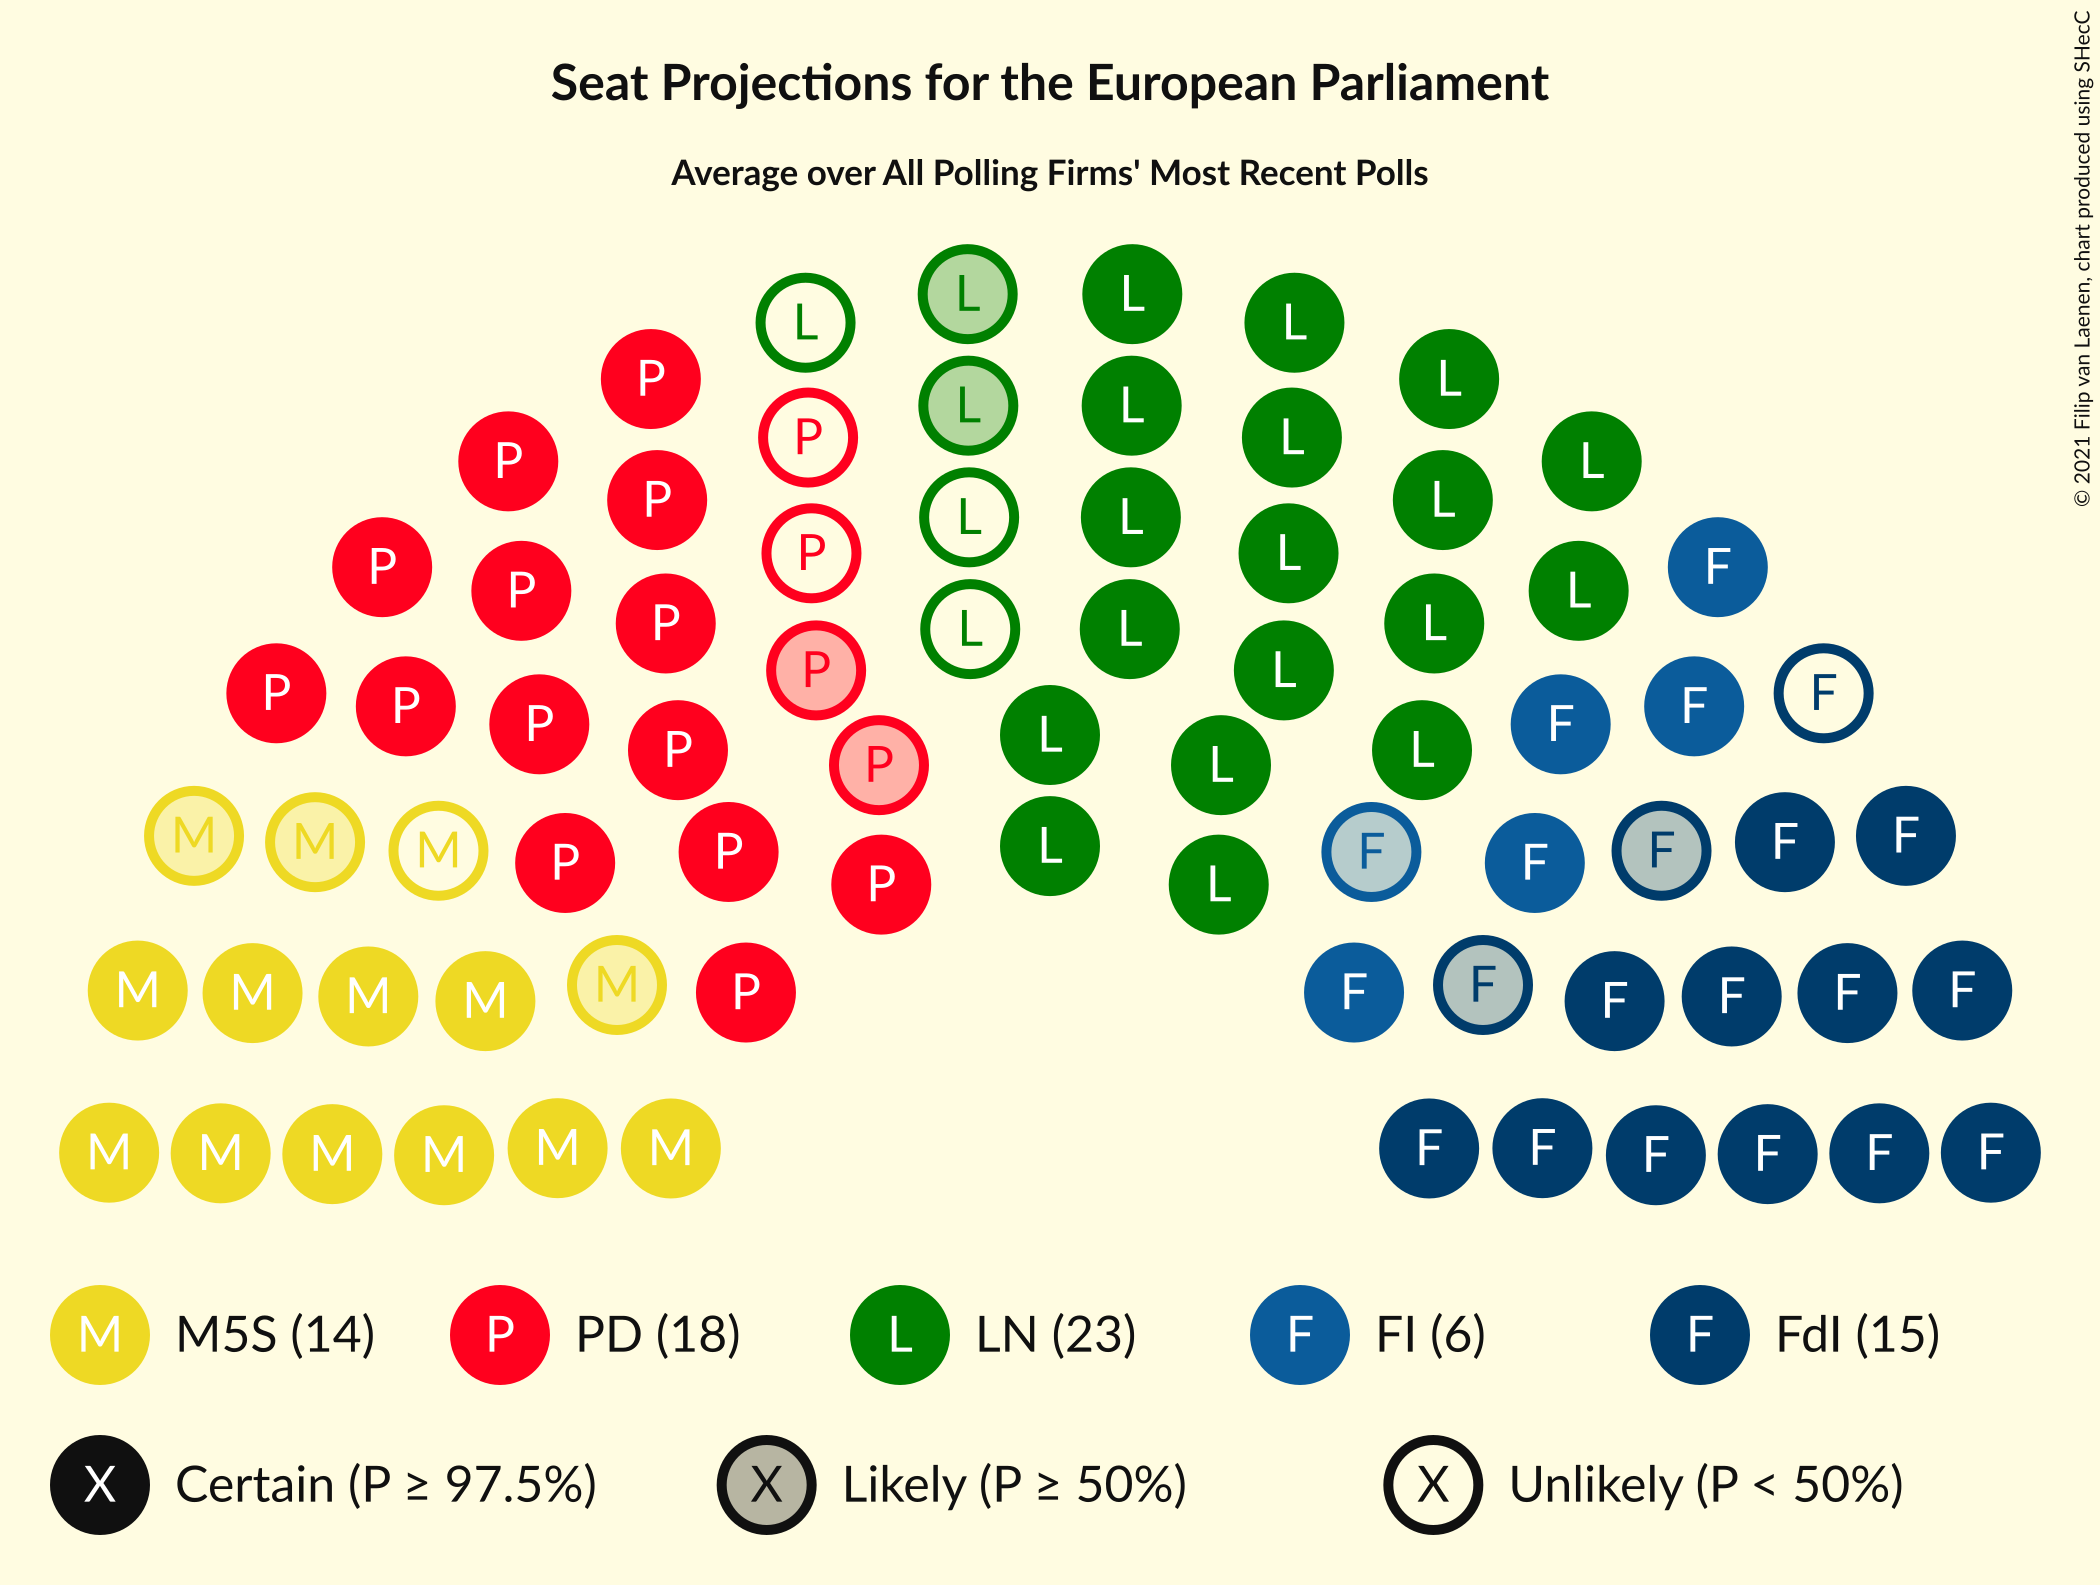 Seat Projections for the European Parliament
Average over All Polling Firms' Most Recent Polls
© 2021 Filip van Laenen, chart produced using SHecC
L L
L L
P L
P L L
P L L
P P L L
P L L
P P L L
P P F
P L L
P L L
P L
P P F F
P P L F F
P L L
P L
M M M F F F
P P L F F
P L
M M M M M P F F F F F F
M M M M M M F F F F F F
M M5S (14) P PD (18) L LN (23) F FI (6) F FdI (15)
X Certain (P ≥ 97.5%) X Likely (P ≥ 50%) X Unlikely (P < 50%)